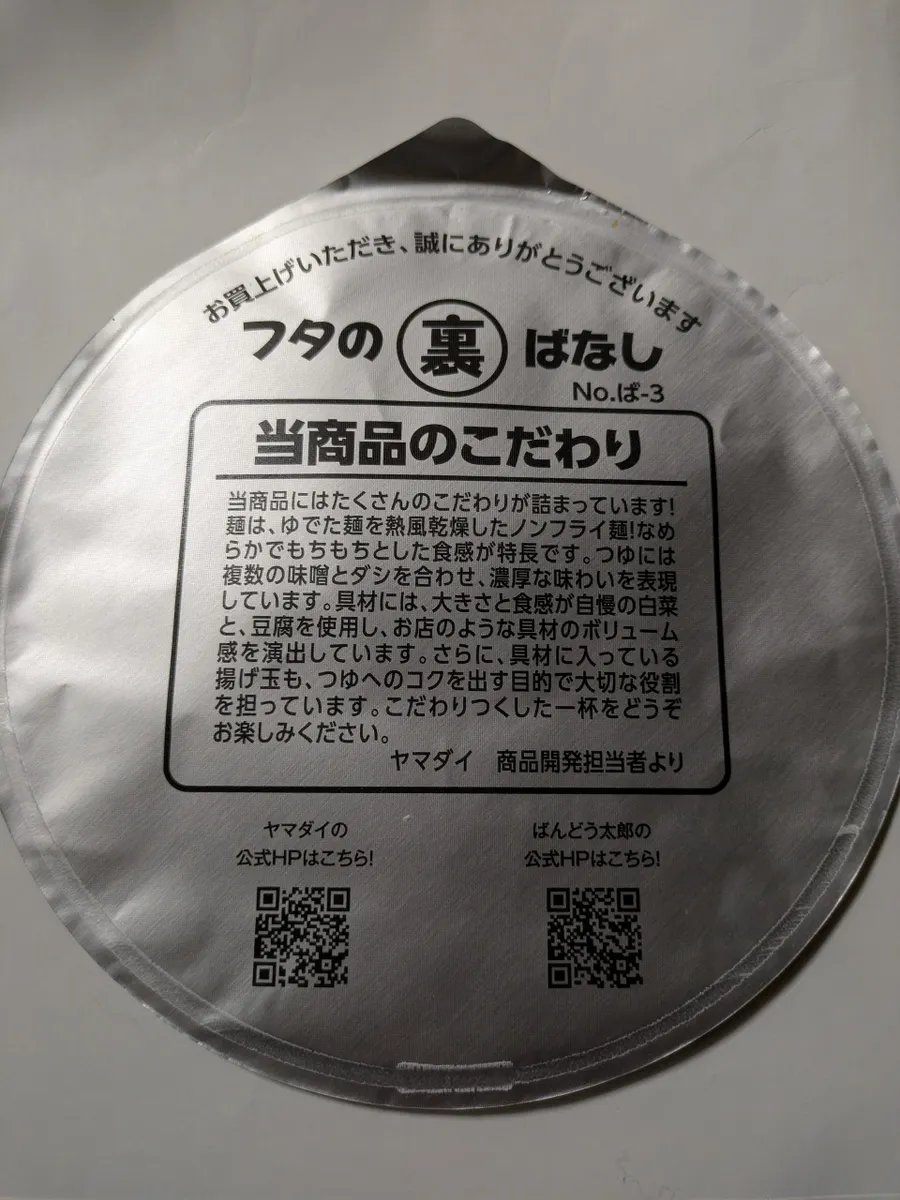 お買上げいただき、誠にありがとうございます
フタの裏ばなし
No.ば-3
当商品のこだわり
当商品にはたくさんのこだわりが詰まっています!
麺は、ゆでた麺を熱風乾燥したノンフライ麺!なめ
らかでもちもちとした食感が特長です。つゆには
複数の味噌とダシを合わせ、濃厚な味わいを表現
しています。具材には、大きさと食感が自慢の白菜
と、豆腐を使用し、お店のような具材のボリューム
感を演出しています。さらに、具材に入っている
揚げ玉も、つゆへのコクを出す目的で大切な役割
を担っています。こだわりつくした一杯をどうぞ
お楽しみください。
ヤマダイ 商品開発担当者より
ヤマダイの
公式HPはこちら!
ばんどう太郎の
公式HPはこちら!